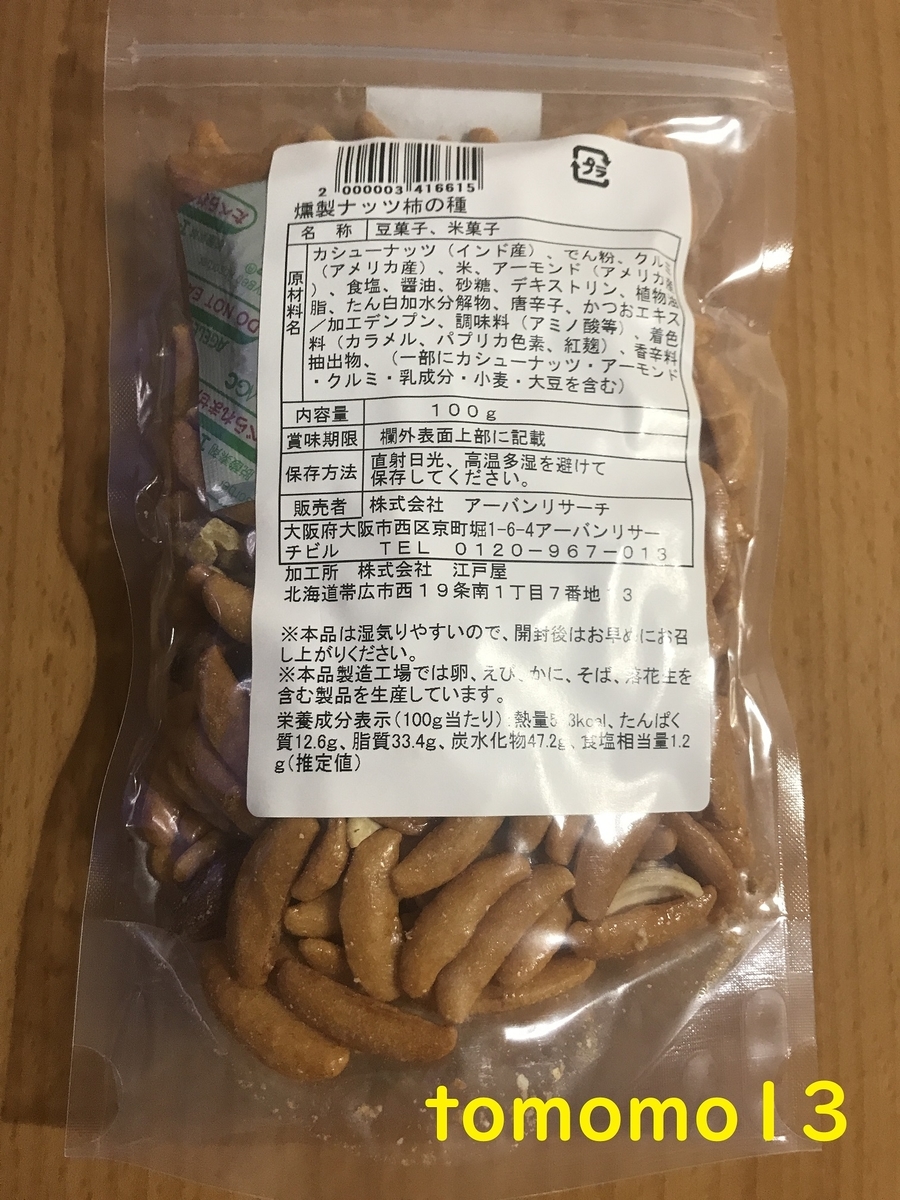 2 000003 416615
プラ
燻製ナッツ柿の種
名 称 豆菓子、米菓子
原材料名
カシューナッツ(インド産)、でん粉、クルミ
(アメリカ産)、米、アーモンド(アメリカ産
)、食塩、醤油、砂糖、デキストリン、植物油
脂、たん白加水分解物、唐辛子、かつおエキス
/加工デンプン、調味料(アミノ酸等)、着色
料(カラメル、パプリカ色素、紅麹)、香辛料
抽出物、(一部にカシューナッツ・アーモンド
・クルミ・乳成分・小麦・大豆を含む)
内容量 100g
賞味期限 欄外表面上部に記載
保存方法 直射日光、高温多湿を避けて
保存してください。
販売者 株式会社 アーバンリサーチ
大阪府大阪市西区京町堀1-6-4アーバンリサー
チビル TEL 0120-967-013
加工所 株式会社 江戸屋
北海道帯広市西19条南1丁目7番地 3
※本品は湿気りやすいので、開封後はお早めにお召
し上がりください。
※本品製造工場では卵、えび、かに、そば、落花生を
含む製品を生産しています。
栄養成分表示(100g当たり) 熱量 kcal、たんぱく
質12.6g、脂質33.4g、炭水化物47.2g、食塩相当量1.2
g(推定値)
DO NOT EA
tomomo13